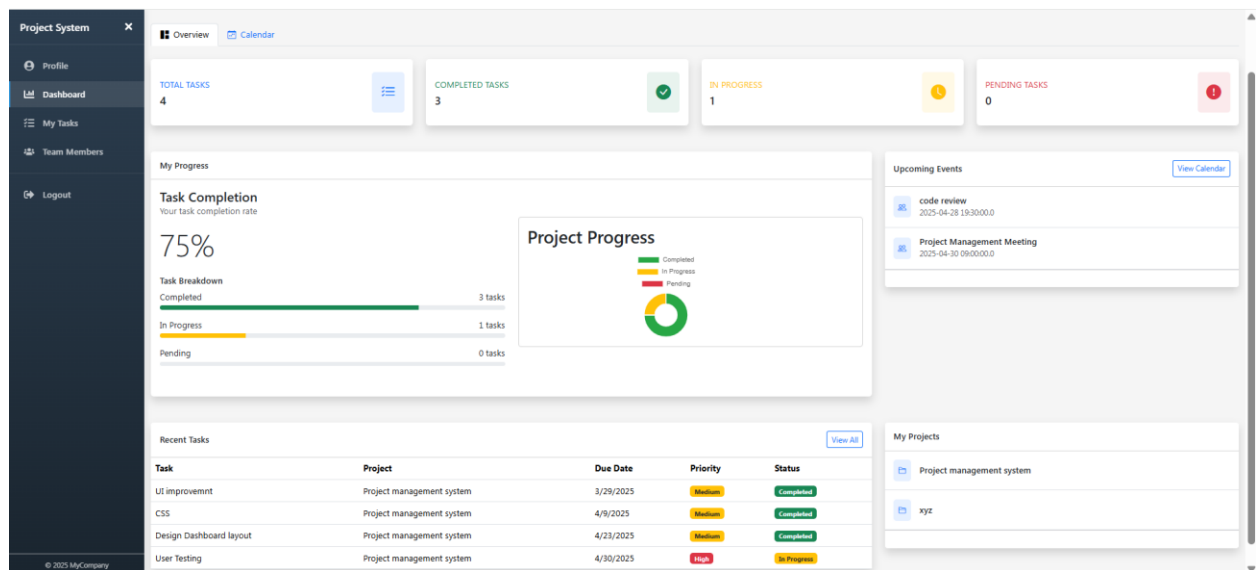 Project System ×
Profile
Dashboard
My Tasks
Team Members
Logout
© 2025 MyCompany
Overview Calendar
TOTAL TASKS
4
COMPLETED TASKS
3
IN PROGRESS
1
PENDING TASKS
0
My Progress
Task Completion
Your task completion rate
75%
Task Breakdown
Completed 3 tasks
In Progress 1 tasks
Pending 0 tasks
Project Progress
Completed
In Progress
Pending
Upcoming Events View Calendar
code review
2025-04-28 19:30:00.0
Project Management Meeting
2025-04-30 09:00:00.0
Recent Tasks View All
Task Project Due Date Priority Status
UI improvemnt Project management system 3/29/2025 Medium Completed
CSS Project management system 4/9/2025 Medium Completed
Design Dashboard layout Project management system 4/23/2025 Medium Completed
User Testing Project management system 4/30/2025 High In Progress
My Projects
Project management system
xyz